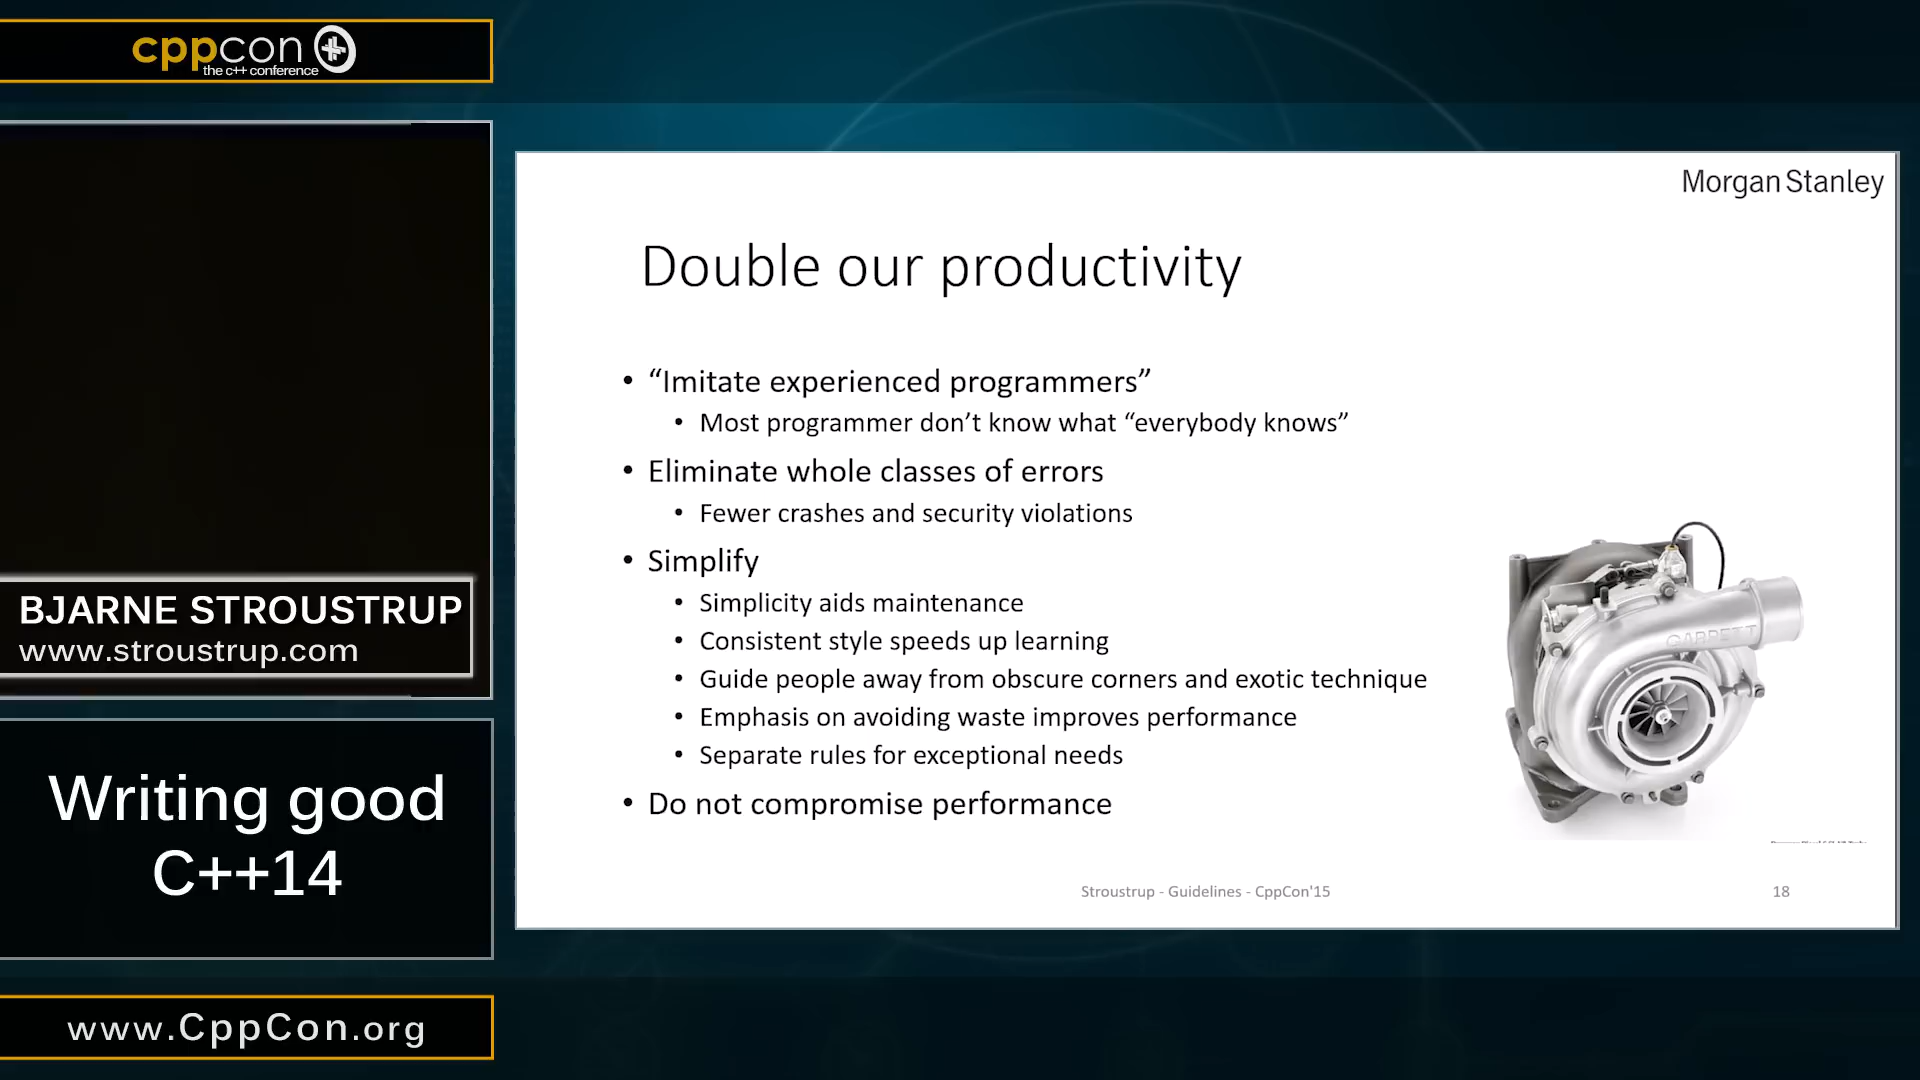 cppcon
the c++ conference
BJARNE STROUSTRUP
www.stroustrup.com
Writing good
C++14
www.CppCon.org
Morgan Stanley
Double our productivity
• “Imitate experienced programmers”
• Most programmer don’t know what “everybody knows”
• Eliminate whole classes of errors
• Fewer crashes and security violations
• Simplify
• Simplicity aids maintenance
• Consistent style speeds up learning
• Guide people away from obscure corners and exotic technique
• Emphasis on avoiding waste improves performance
• Separate rules for exceptional needs
• Do not compromise performance
GARRETT
Stroustrup - Guidelines - CppCon'15
18